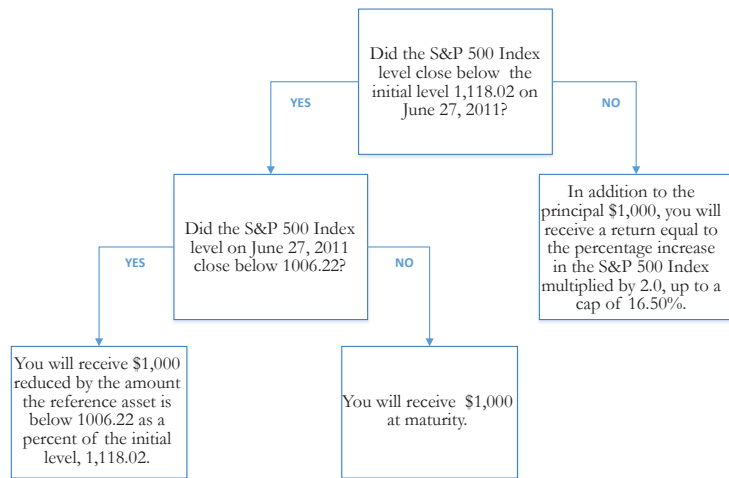 Did the S&P 500 Index
level close below the
initial level 1,118.02 on
June 27, 2011?
YES
NO
Did the S&P 500 Index
level on June 27, 2011
close below 1006.22?
In addition to the
principal $1,000, you will
receive a return equal to
the percentage increase
in the S&P 500 Index
multiplied by 2.0, up to a
cap of 16.50%.
YES
NO
You will receive $1,000
reduced by the amount
the reference asset is
below 1006.22 as a
percent of the initial
level, 1,118.02.
You will receive $1,000
at maturity.